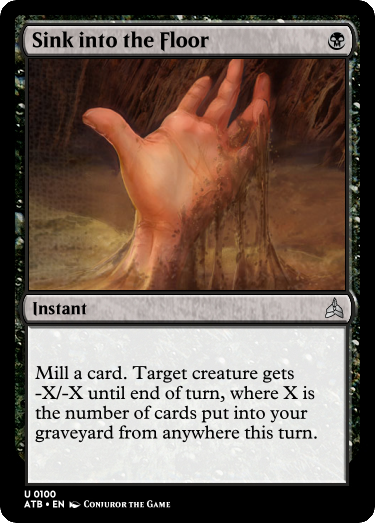 Sink into the Floor
Instant
Mill a card. Target creature gets
-X/-X until end of turn, where X is
the number of cards put into your
graveyard from anywhere this turn.
U 0100
ATB • EN Conjuror the Game